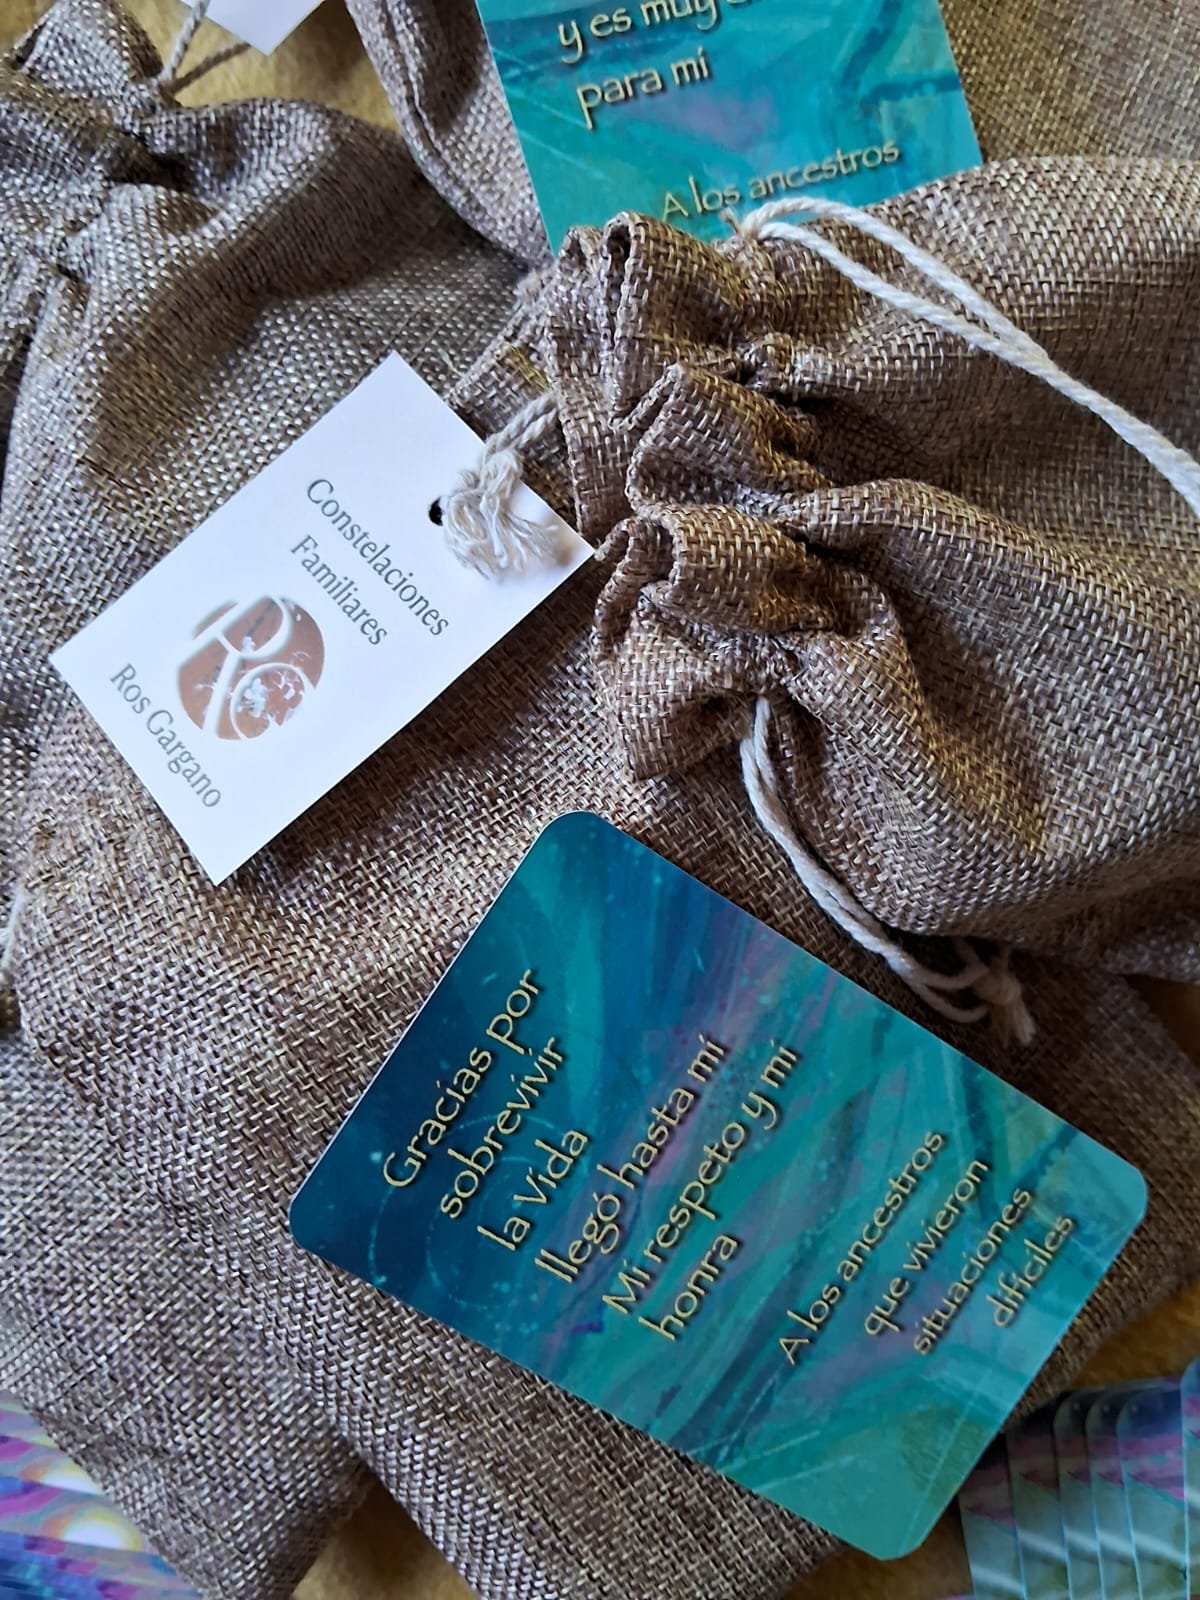 y es muy
para mí
A los ancestros
Constelaciones
Familiares
Ros Gargano
Gracias por
sobrevivir
la vida
llegó hasta mí
Mi respeto y mi
honra
A los ancestros
que vivieron
situaciones
difíciles